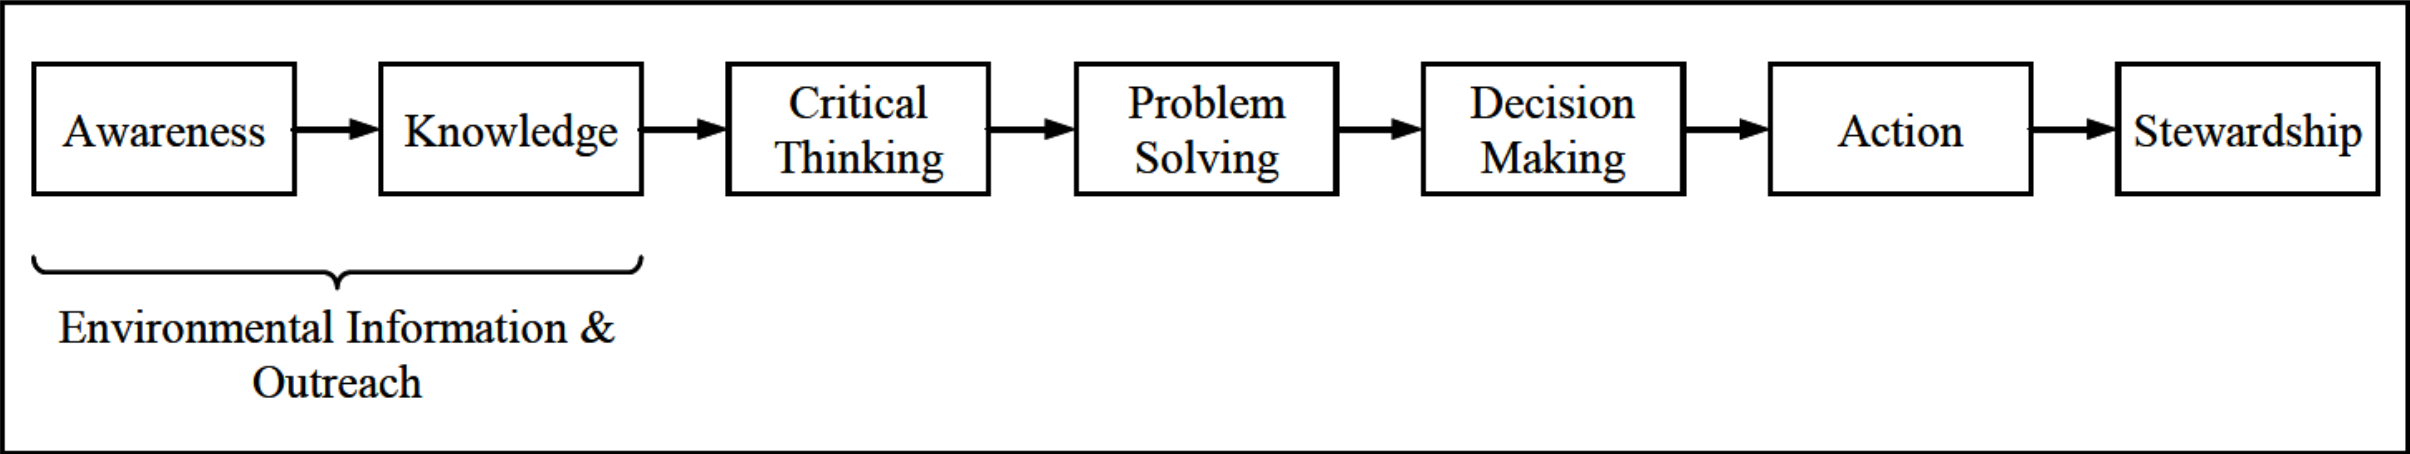 Awareness
Knowledge
Critical
Thinking
Problem
Solving
Decision
Making
Action
Stewardship
Environmental Information &
Outreach